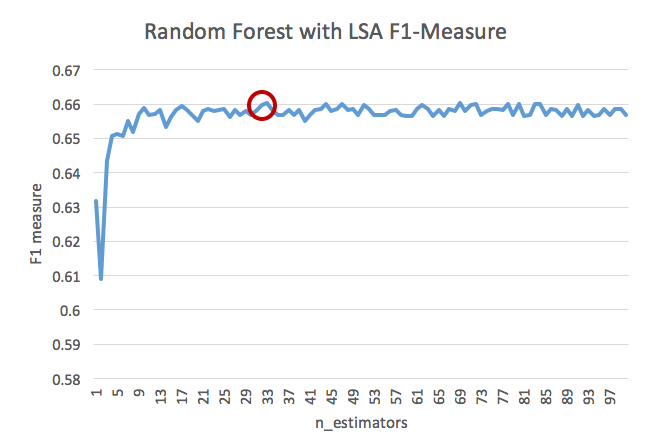 Random Forest with LSA F1-Measure
0.67
0.66
0.65
0.64
0.63
0.62
0.61
0.6
0.59
0.58
F1 measure
1 5 9 13 17 21 25 29 33 37 41 45 49 53 57 61 65 69 73 77 81 85 89 93 97
n_estimators